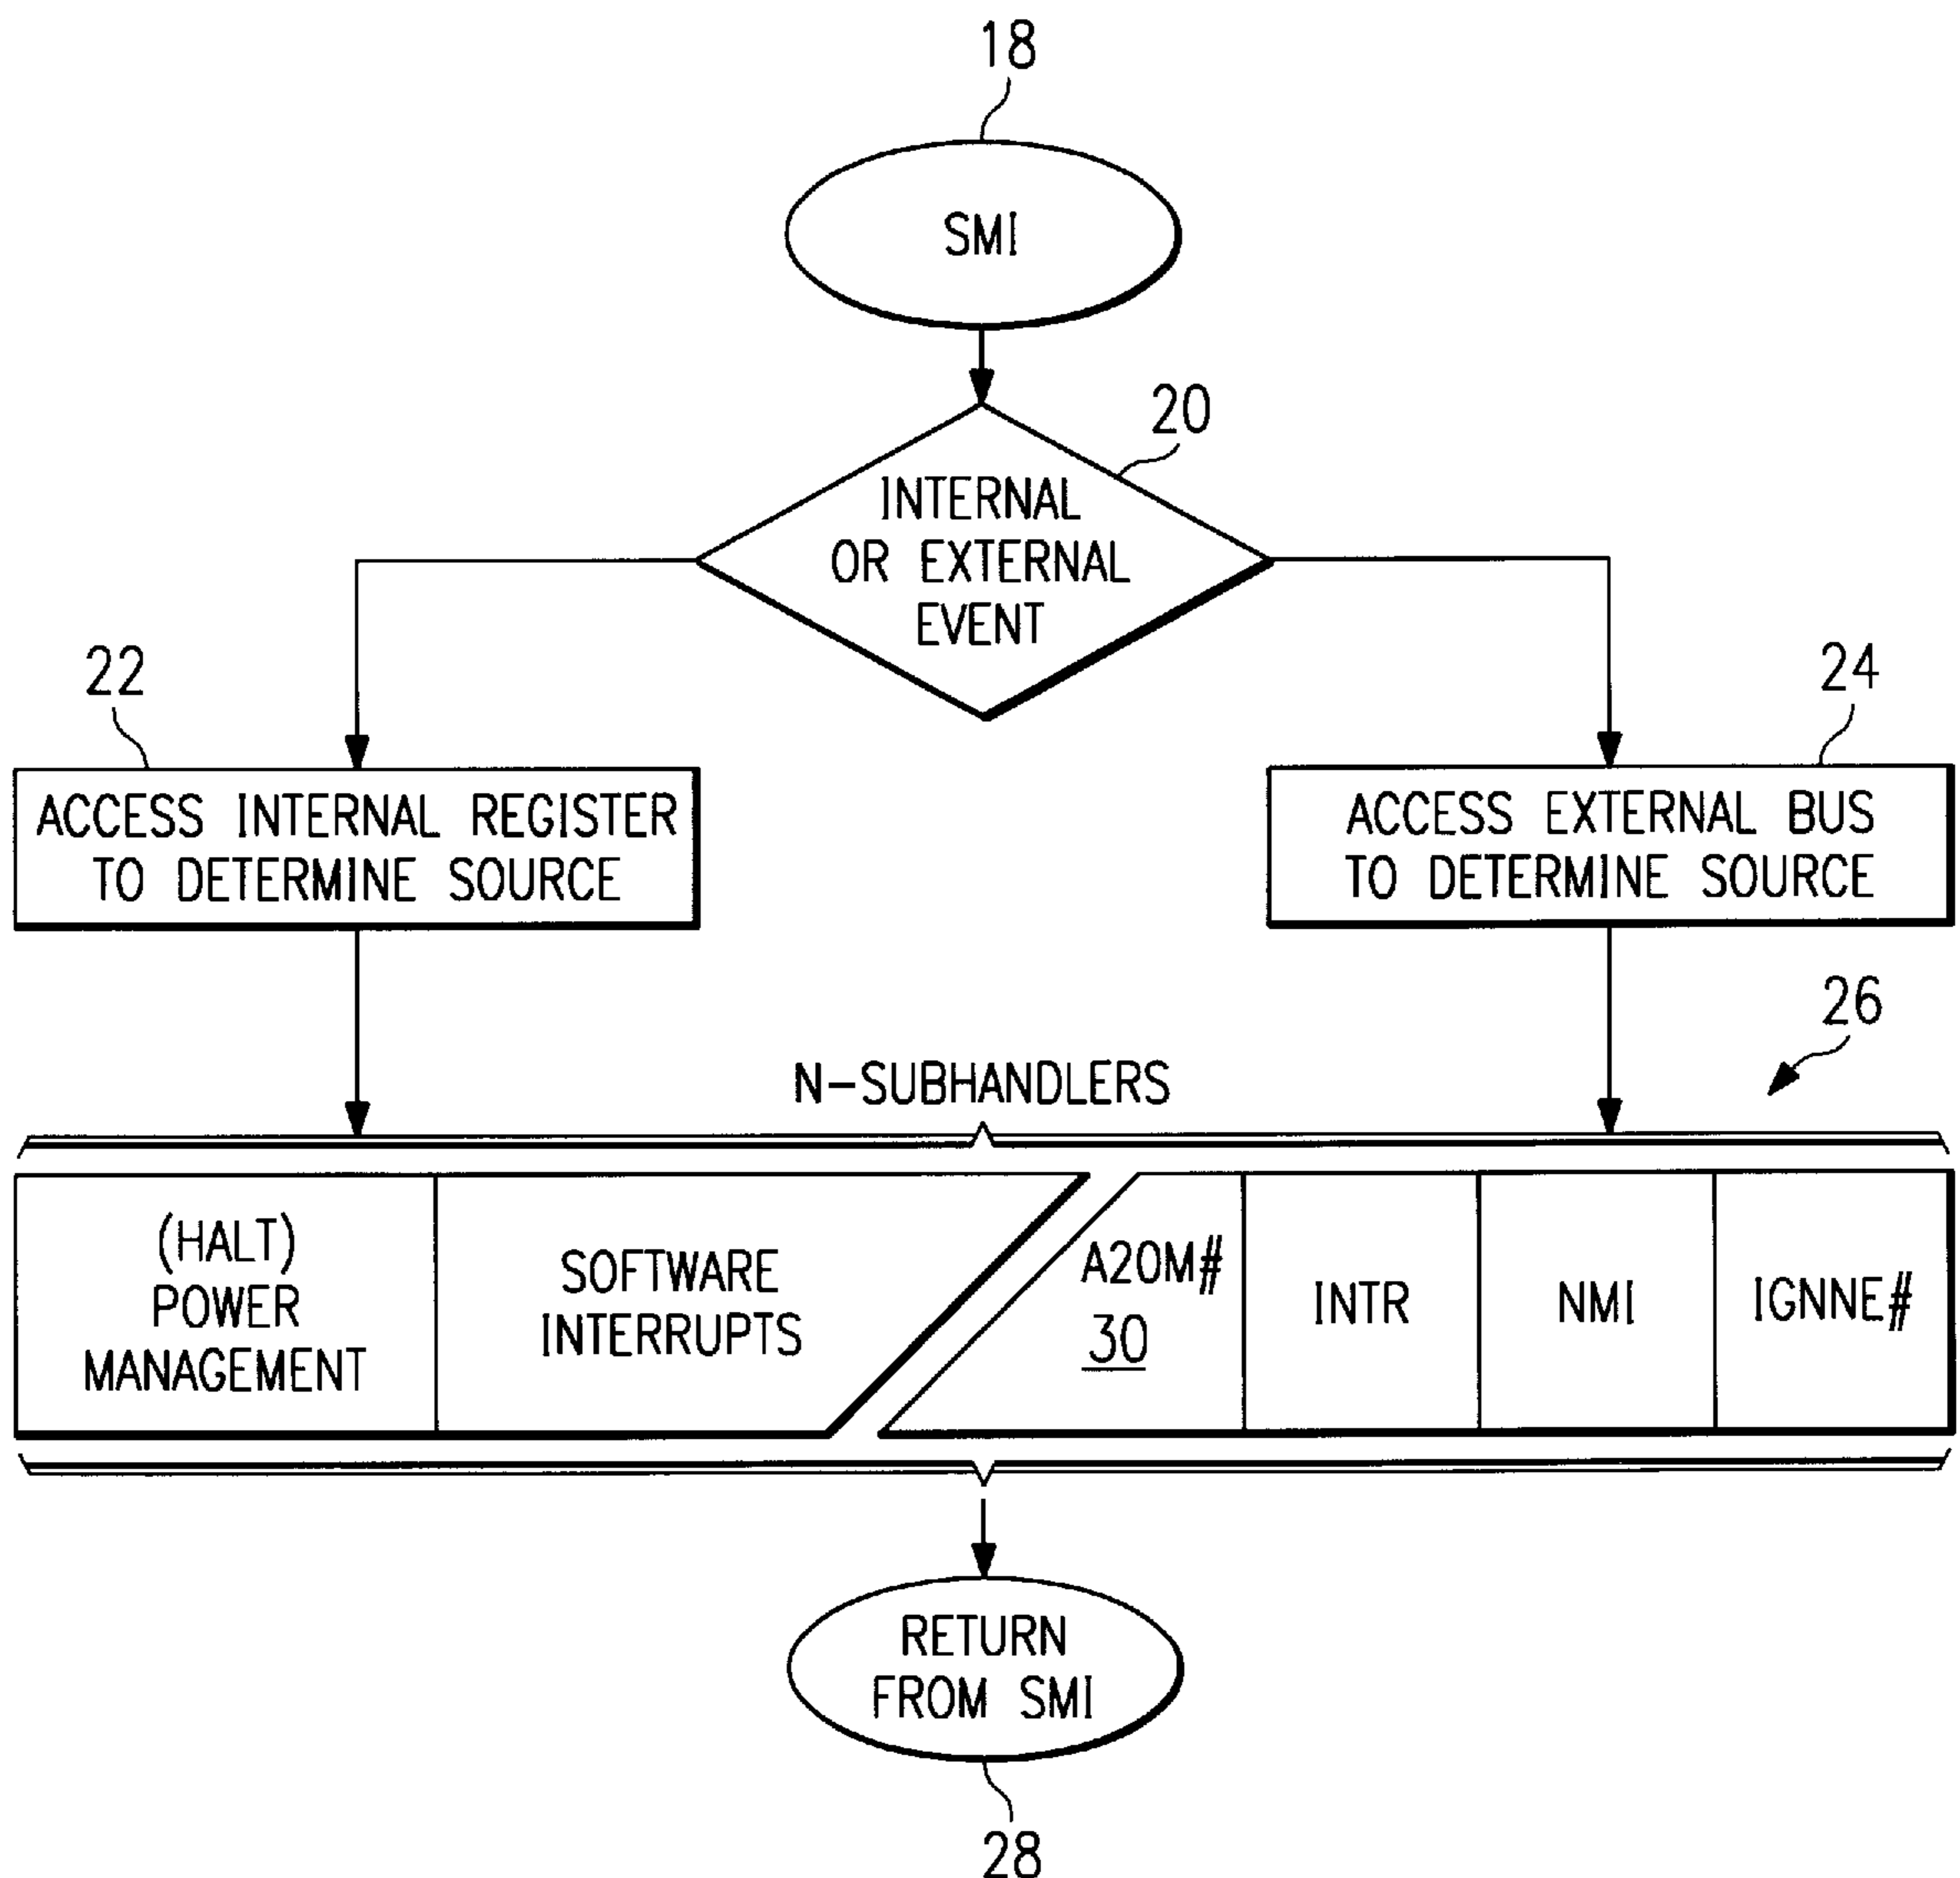 18
SMI
20
INTERNAL
OR EXTERNAL
EVENT
22
24
ACCESS INTERNAL REGISTER
TO DETERMINE SOURCE
ACCESS EXTERNAL BUS
TO DETERMINE SOURCE
26
N-SUBHANDLERS
(HALT)
POWER
MANAGEMENT
SOFTWARE
INTERRUPTS
A20M#
30
INTR
NMI
IGNNE#
RETURN
FROM SMI
28